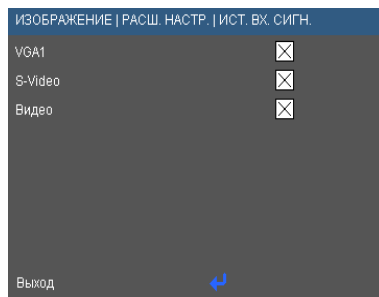 ИЗОБРАЖЕНИЕ | РАСШ. НАСТР. | ИСТ. ВХ. СИГН.
VGA1
S-Video
Видео
Выход